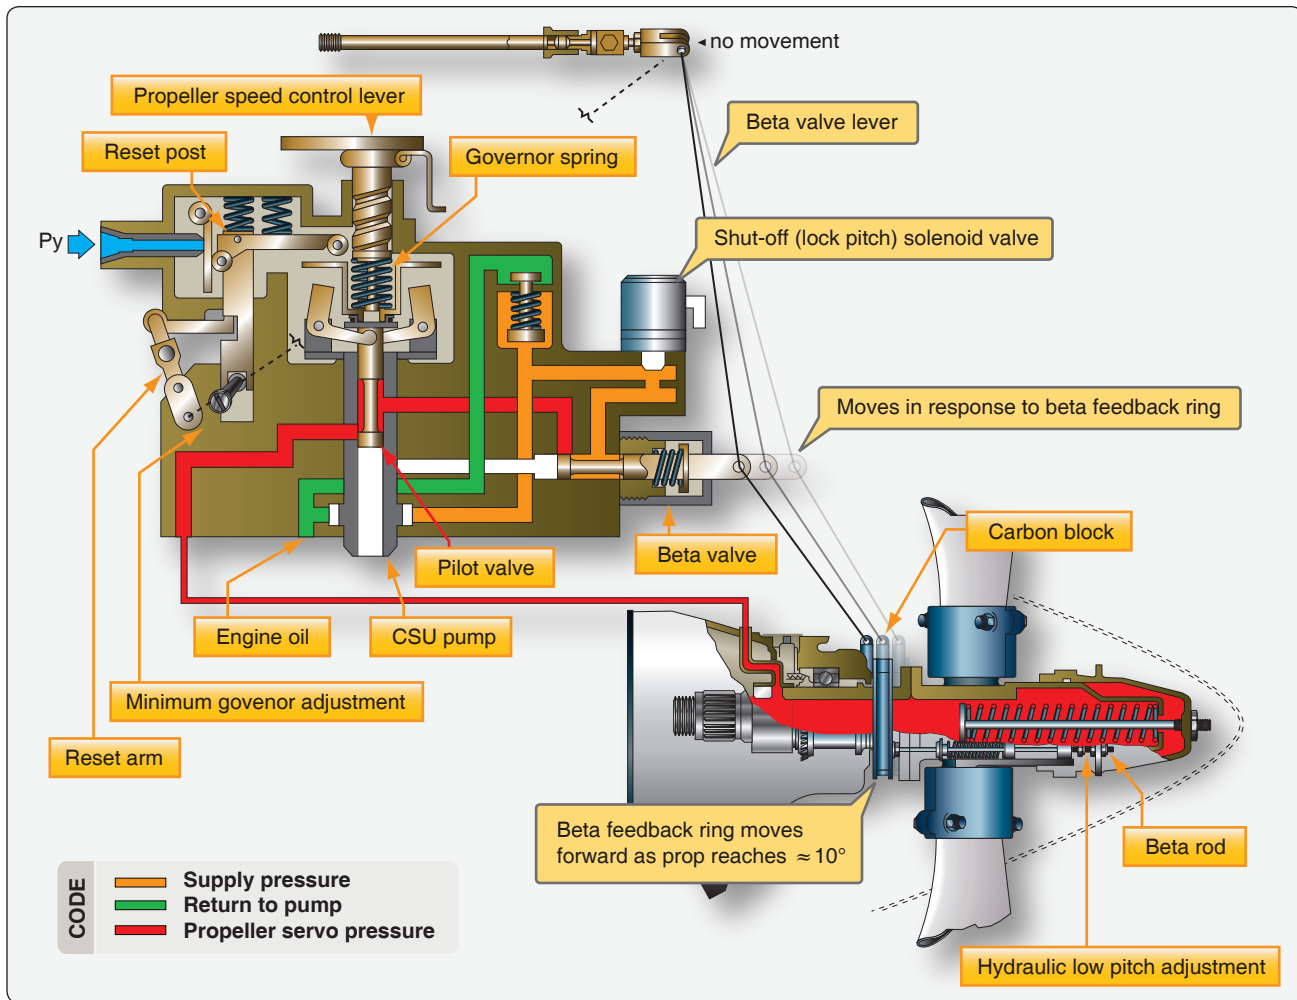 no movement
Propeller speed control lever
Beta valve lever
Reset post
Governor spring
Py
Shut-off (lock pitch) solenoid valve
Moves in response to beta feedback ring
Carbon block
Beta valve
Pilot valve
Engine oil
CSU pump
Minimum govenor adjustment
Reset arm
Beta feedback ring moves
forward as prop reaches ≈10°
Beta rod
Hydraulic low pitch adjustment
CODE
Supply pressure
Return to pump
Propeller servo pressure